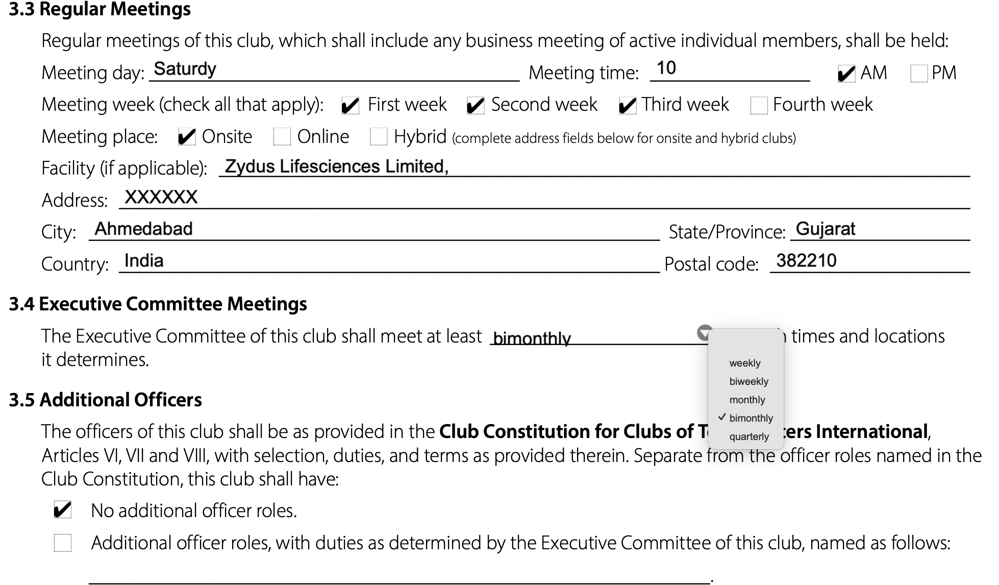 3.3 Regular Meetings
Regular meetings of this club, which shall include any business meeting of active individual members, shall be held:
Meeting day: Saturdy Meeting time: 10 AM PM
Meeting week (check all that apply): First week Second week Third week Fourth week
Meeting place: Onsite Online Hybrid (complete address fields below for onsite and hybrid clubs)
Facility (if applicable): Zydus Lifesciences Limited,
Address: XXXXXX
City: Ahmedabad State/Province: Gujarat
Country: India Postal code: 382210
3.4 Executive Committee Meetings
The Executive Committee of this club shall meet at least bimonthly times and locations
it determines.
weekly
biweekly
monthly
bimonthly
quarterly
3.5 Additional Officers
The officers of this club shall be as provided in the Club Constitution for Clubs of International,
Articles VI, VII and VIII, with selection, duties, and terms as provided therein. Separate from the officer roles named in the
Club Constitution, this club shall have:
No additional officer roles.
Additional officer roles, with duties as determined by the Executive Committee of this club, named as follows: